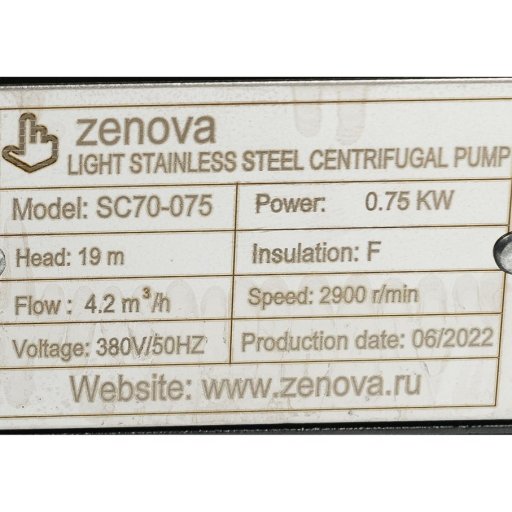 zenova
LIGHT STAINLESS STEEL CENTRIFUGAL PUMP
Model: SC70-075 Power: 0.75 KW
Head: 19 m Insulation: F
Flow : 4.2 m³/h Speed: 2900 r/min
Voltage: 380V/50HZ Production date: 06/2022
Website: www.zenova.ru